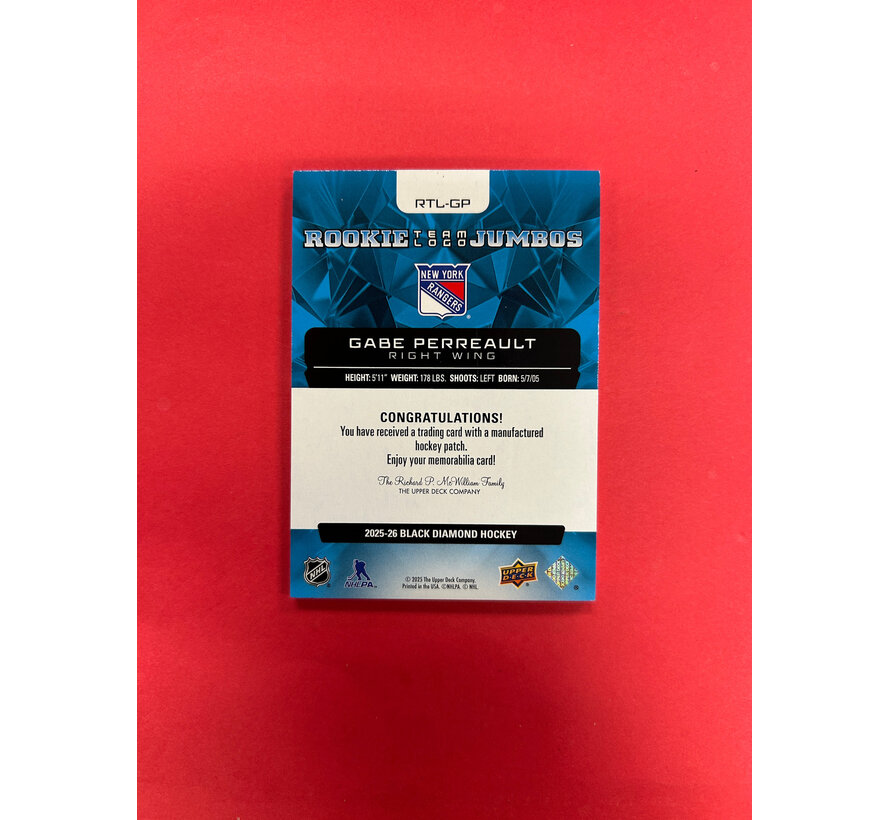 RTL-GP
ROOKIE TEAM LOGO JUMBOS
NEW YORK
RANGERS
®
GABE PERREAULT
RIGHT WING
HEIGHT: 5'11" WEIGHT: 178 LBS. SHOOTS: LEFT BORN: 5/7/05
CONGRATULATIONS!
You have received a trading card with a manufactured
hockey patch.
Enjoy your memorabilia card!
The Richard P. McWilliam Family
THE UPPER DECK COMPANY
2025-26 BLACK DIAMOND HOCKEY
NHL
NHLPA
© 2025 The Upper Deck Company.
Printed in the USA. ©NHLPA. © NHL.
UPPER
DECK
®
®